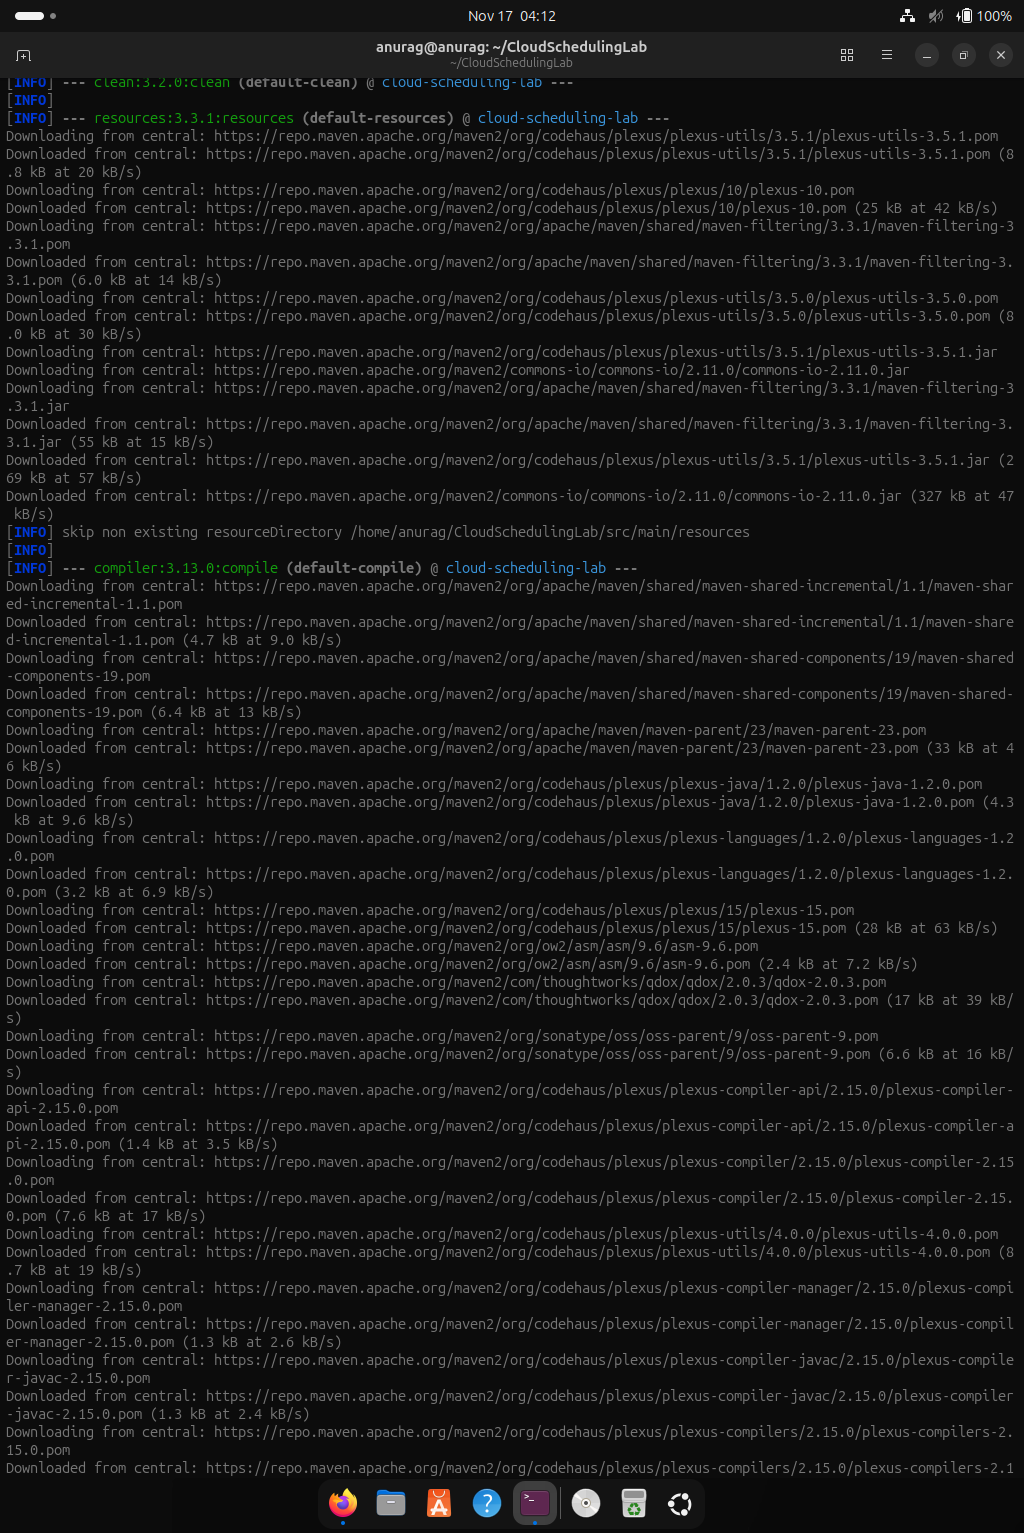 Nov 17 04:12
100%
anurag@anurag: ~/CloudSchedulingLab
~/CloudSchedulingLab
[INFO] --- clean:3.2.0:clean (default-clean) @ cloud-scheduling-lab ---
[INFO]
[INFO] --- resources:3.3.1:resources (default-resources) @ cloud-scheduling-lab ---
Downloading from central: https://repo.maven.apache.org/maven2/org/codehaus/plexus/plexus-utils/3.5.1/plexus-utils-3.5.1.pom
Downloaded from central: https://repo.maven.apache.org/maven2/org/codehaus/plexus/plexus-utils/3.5.1/plexus-utils-3.5.1.pom (8
.8 kB at 20 kB/s)
Downloading from central: https://repo.maven.apache.org/maven2/org/codehaus/plexus/plexus/10/plexus-10.pom
Downloaded from central: https://repo.maven.apache.org/maven2/org/codehaus/plexus/plexus/10/plexus-10.pom (25 kB at 42 kB/s)
Downloading from central: https://repo.maven.apache.org/maven2/org/apache/maven/shared/maven-filtering/3.3.1/maven-filtering-3
.3.1.pom
Downloaded from central: https://repo.maven.apache.org/maven2/org/apache/maven/shared/maven-filtering/3.3.1/maven-filtering-3.
3.1.pom (6.0 kB at 14 kB/s)
Downloading from central: https://repo.maven.apache.org/maven2/org/codehaus/plexus/plexus-utils/3.5.0/plexus-utils-3.5.0.pom
Downloaded from central: https://repo.maven.apache.org/maven2/org/codehaus/plexus/plexus-utils/3.5.0/plexus-utils-3.5.0.pom (8
.0 kB at 30 kB/s)
Downloading from central: https://repo.maven.apache.org/maven2/org/codehaus/plexus/plexus-utils/3.5.1/plexus-utils-3.5.1.jar
Downloading from central: https://repo.maven.apache.org/maven2/commons-io/commons-io/2.11.0/commons-io-2.11.0.jar
Downloading from central: https://repo.maven.apache.org/maven2/org/apache/maven/shared/maven-filtering/3.3.1/maven-filtering-3
.3.1.jar
Downloaded from central: https://repo.maven.apache.org/maven2/org/apache/maven/shared/maven-filtering/3.3.1/maven-filtering-3.
3.1.jar (55 kB at 15 kB/s)
Downloaded from central: https://repo.maven.apache.org/maven2/org/codehaus/plexus/plexus-utils/3.5.1/plexus-utils-3.5.1.jar (2
69 kB at 57 kB/s)
Downloaded from central: https://repo.maven.apache.org/maven2/commons-io/commons-io/2.11.0/commons-io-2.11.0.jar (327 kB at 47
kB/s)
[INFO] skip non existing resourceDirectory /home/anurag/CloudSchedulingLab/src/main/resources
[INFO]
[INFO] --- compiler:3.13.0:compile (default-compile) @ cloud-scheduling-lab ---
Downloading from central: https://repo.maven.apache.org/maven2/org/apache/maven/shared/maven-shared-incremental/1.1/maven-shar
ed-incremental-1.1.pom
Downloaded from central: https://repo.maven.apache.org/maven2/org/apache/maven/shared/maven-shared-incremental/1.1/maven-share
d-incremental-1.1.pom (4.7 kB at 9.0 kB/s)
Downloading from central: https://repo.maven.apache.org/maven2/org/apache/maven/shared/maven-shared-components/19/maven-shared
-components-19.pom
Downloaded from central: https://repo.maven.apache.org/maven2/org/apache/maven/shared/maven-shared-components/19/maven-shared-
components-19.pom (6.4 kB at 13 kB/s)
Downloading from central: https://repo.maven.apache.org/maven2/org/apache/maven/maven-parent/23/maven-parent-23.pom
Downloaded from central: https://repo.maven.apache.org/maven2/org/apache/maven/maven-parent/23/maven-parent-23.pom (33 kB at 4
6 kB/s)
Downloading from central: https://repo.maven.apache.org/maven2/org/codehaus/plexus/plexus-java/1.2.0/plexus-java-1.2.0.pom
Downloaded from central: https://repo.maven.apache.org/maven2/org/codehaus/plexus/plexus-java/1.2.0/plexus-java-1.2.0.pom (4.3
kB at 9.6 kB/s)
Downloading from central: https://repo.maven.apache.org/maven2/org/codehaus/plexus/plexus-languages/1.2.0/plexus-languages-1.2
.0.pom
Downloaded from central: https://repo.maven.apache.org/maven2/org/codehaus/plexus/plexus-languages/1.2.0/plexus-languages-1.2.
0.pom (3.2 kB at 6.9 kB/s)
Downloading from central: https://repo.maven.apache.org/maven2/org/codehaus/plexus/plexus/15/plexus-15.pom
Downloaded from central: https://repo.maven.apache.org/maven2/org/codehaus/plexus/plexus/15/plexus-15.pom (28 kB at 63 kB/s)
Downloading from central: https://repo.maven.apache.org/maven2/org/ow2/asm/asm/9.6/asm-9.6.pom
Downloaded from central: https://repo.maven.apache.org/maven2/org/ow2/asm/asm/9.6/asm-9.6.pom (2.4 kB at 7.2 kB/s)
Downloading from central: https://repo.maven.apache.org/maven2/com/thoughtworks/qdox/qdox/2.0.3/qdox-2.0.3.pom
Downloaded from central: https://repo.maven.apache.org/maven2/com/thoughtworks/qdox/qdox/2.0.3/qdox-2.0.3.pom (17 kB at 39 kB/
s)
Downloading from central: https://repo.maven.apache.org/maven2/org/sonatype/oss/oss-parent/9/oss-parent-9.pom
Downloaded from central: https://repo.maven.apache.org/maven2/org/sonatype/oss/oss-parent/9/oss-parent-9.pom (6.6 kB at 16 kB/
s)
Downloading from central: https://repo.maven.apache.org/maven2/org/codehaus/plexus/plexus-compiler-api/2.15.0/plexus-compiler-
api-2.15.0.pom
Downloaded from central: https://repo.maven.apache.org/maven2/org/codehaus/plexus/plexus-compiler-api/2.15.0/plexus-compiler-a
pi-2.15.0.pom (1.4 kB at 3.5 kB/s)
Downloading from central: https://repo.maven.apache.org/maven2/org/codehaus/plexus/plexus-compiler/2.15.0/plexus-compiler-2.15
.0.pom
Downloaded from central: https://repo.maven.apache.org/maven2/org/codehaus/plexus/plexus-compiler/2.15.0/plexus-compiler-2.15.
0.pom (7.6 kB at 17 kB/s)
Downloading from central: https://repo.maven.apache.org/maven2/org/codehaus/plexus/plexus-utils/4.0.0/plexus-utils-4.0.0.pom
Downloaded from central: https://repo.maven.apache.org/maven2/org/codehaus/plexus/plexus-utils/4.0.0/plexus-utils-4.0.0.pom (8
.7 kB at 19 kB/s)
Downloading from central: https://repo.maven.apache.org/maven2/org/codehaus/plexus/plexus-compiler-manager/2.15.0/plexus-compi
ler-manager-2.15.0.pom
Downloaded from central: https://repo.maven.apache.org/maven2/org/codehaus/plexus/plexus-compiler-manager/2.15.0/plexus-compil
er-manager-2.15.0.pom (1.3 kB at 2.6 kB/s)
Downloading from central: https://repo.maven.apache.org/maven2/org/codehaus/plexus/plexus-compiler-javac/2.15.0/plexus-compile
r-javac-2.15.0.pom
Downloaded from central: https://repo.maven.apache.org/maven2/org/codehaus/plexus/plexus-compiler-javac/2.15.0/plexus-compiler
-javac-2.15.0.pom (1.3 kB at 2.4 kB/s)
Downloading from central: https://repo.maven.apache.org/maven2/org/codehaus/plexus/plexus-compilers/2.15.0/plexus-compilers-2.
15.0.pom
Downloaded from central: https://repo.maven.apache.org/maven2/org/codehaus/plexus/plexus-compilers/2.15.0/plexus-compilers-2.1